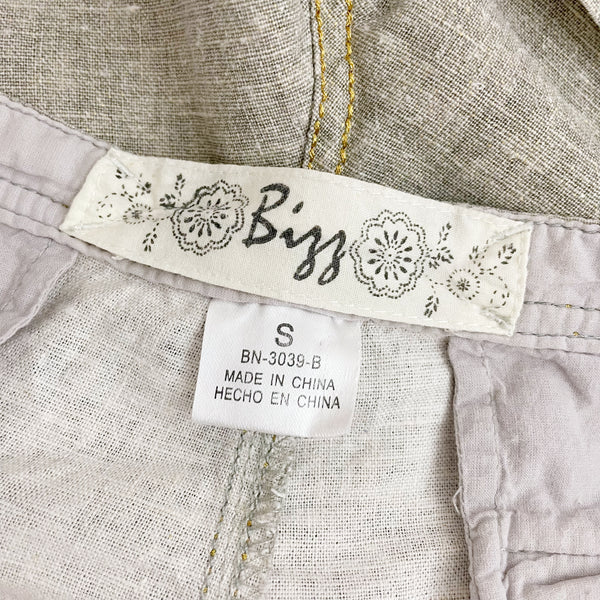 Bizz
S
BN-3039-B
MADE IN CHINA
HECHO EN CHINA